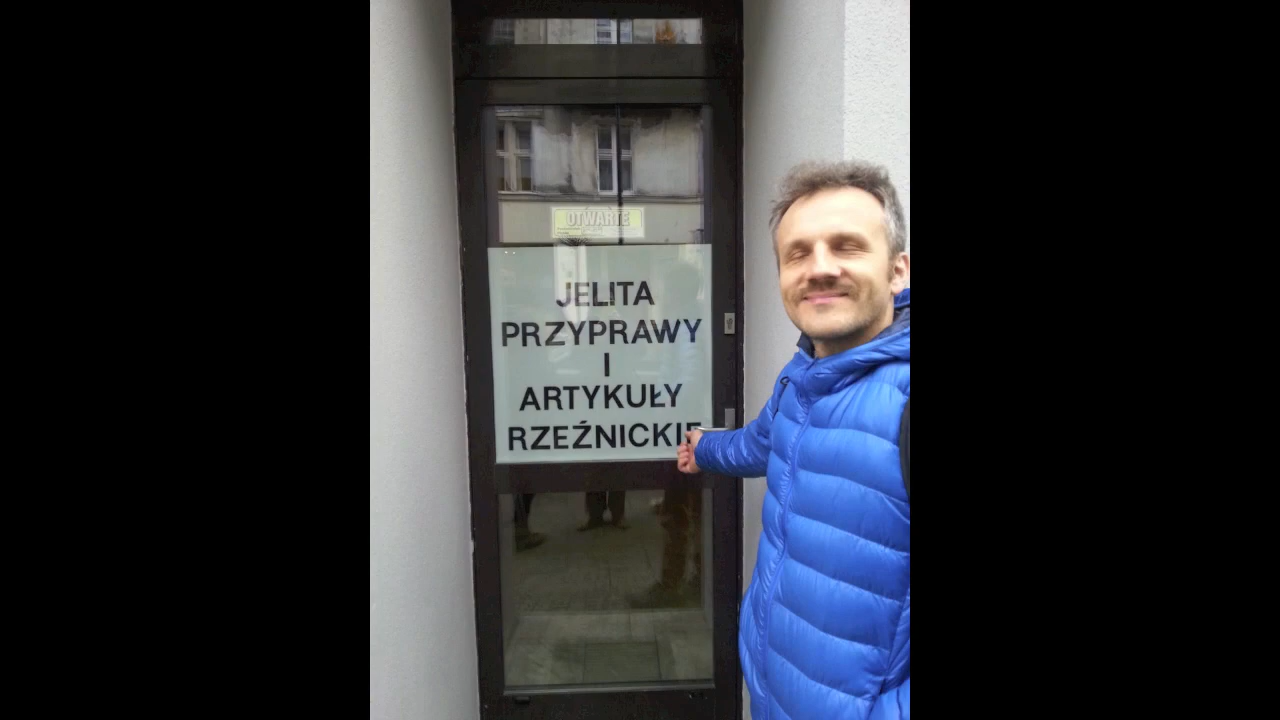 OTWARTE
JELITA
PRZYPRAWY
I
ARTYKUŁY
RZEŹNICKIE